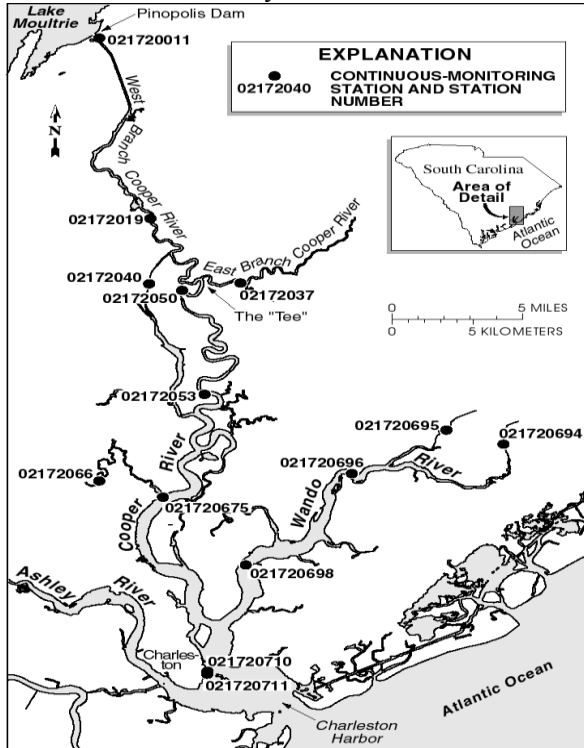 Lake
Moultrie
Pinopolis Dam
021720011
EXPLANATION
02172040
CONTINUOUS-MONITORING
STATION AND STATION
NUMBER
N
West Branch Cooper River
South Carolina
Area of
Detail
Atlantic
Ocean
02172019
East Branch Cooper River
02172040
02172050
02172037
The "Tee"
0 5 MILES
0 5 KILOMETERS
02172053
021720695
021720694
02172066
021720696
River
Wando
Cooper River
021720675
021720698
Ashley River
Charles-
ton
021720710
021720711
Atlantic Ocean
Charleston
Harbor